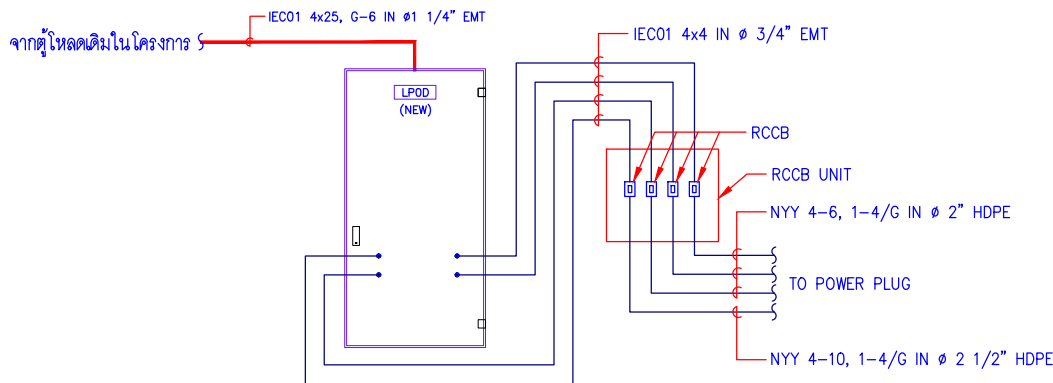 IEC01 4x25, G-6 IN ø1 1/4” EMT
จากตู้โหลดเดิมในโครงการ
IEC01 4x4 IN ø 3/4” EMT
LPOD
(NEW)
RCCB
RCCB UNIT
NYY 4-6, 1-4/G IN ø 2” HDPE
TO POWER PLUG
NYY 4-10, 1-4/G IN ø 2 1/2” HDPE